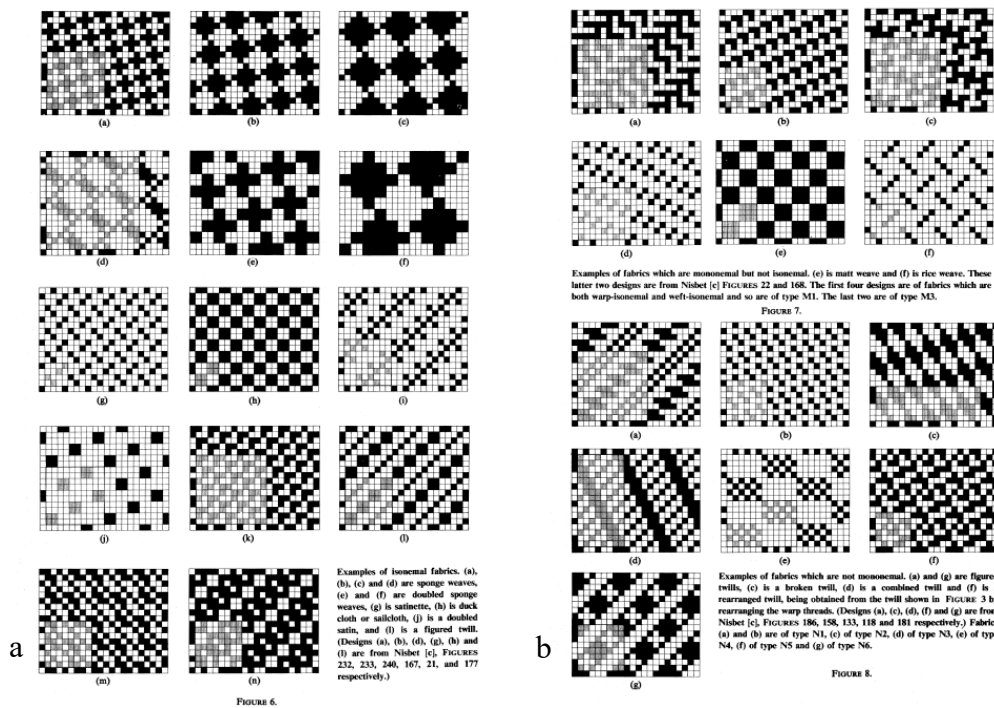 (a) (b) (c)
(d) (e) (f)
(g) (h) (i)
(j) (k) (l)
Examples of isonemal fabrics. (a),
(b), (c) and (d) are sponge weaves,
(e) and (f) are doubled sponge
weaves, (g) is satinette, (h) is duck
cloth or sailcloth, (j) is a doubled
satin, and (l) is a figured twill.
(Designs (a), (b), (d), (g), (h) and
(l) are from Nisbet [c], FIGURES
232, 233, 240, 167, 21, and 177
respectively.)
a
(m) (n)
FIGURE 6.
(a) (b) (c)
(d) (e) (f)
Examples of fabrics which are mononemal but not isonemal. (e) is matt weave and (f) is rice weave. These
latter two designs are from Nisbet [c] FIGURES 22 and 168. The first four designs are of fabrics which are
both warp-isonemal and weft-isonemal and so are of type M1. The last two are of type M3.
FIGURE 7.
(a) (b) (c)
(d) (e) (f)
Examples of fabrics which are not mononemal. (a) and (g) are figure
twills, (c) is a broken twill, (d) is a combined twill and (f) is
rearranged twill, being obtained from the twill shown in FIGURE 3 b
rearranging the warp threads. (Designs (a), (c), (d), (f) and (g) are from
Nisbet [c], FIGURES 186, 158, 133, 118 and 181 respectively.) Fabric
(a) and (b) are of type N1, (c) of type N2, (d) of type N3, (e) of typ
N4, (f) of type N5 and (g) of type N6.
b
(g)
FIGURE 8.